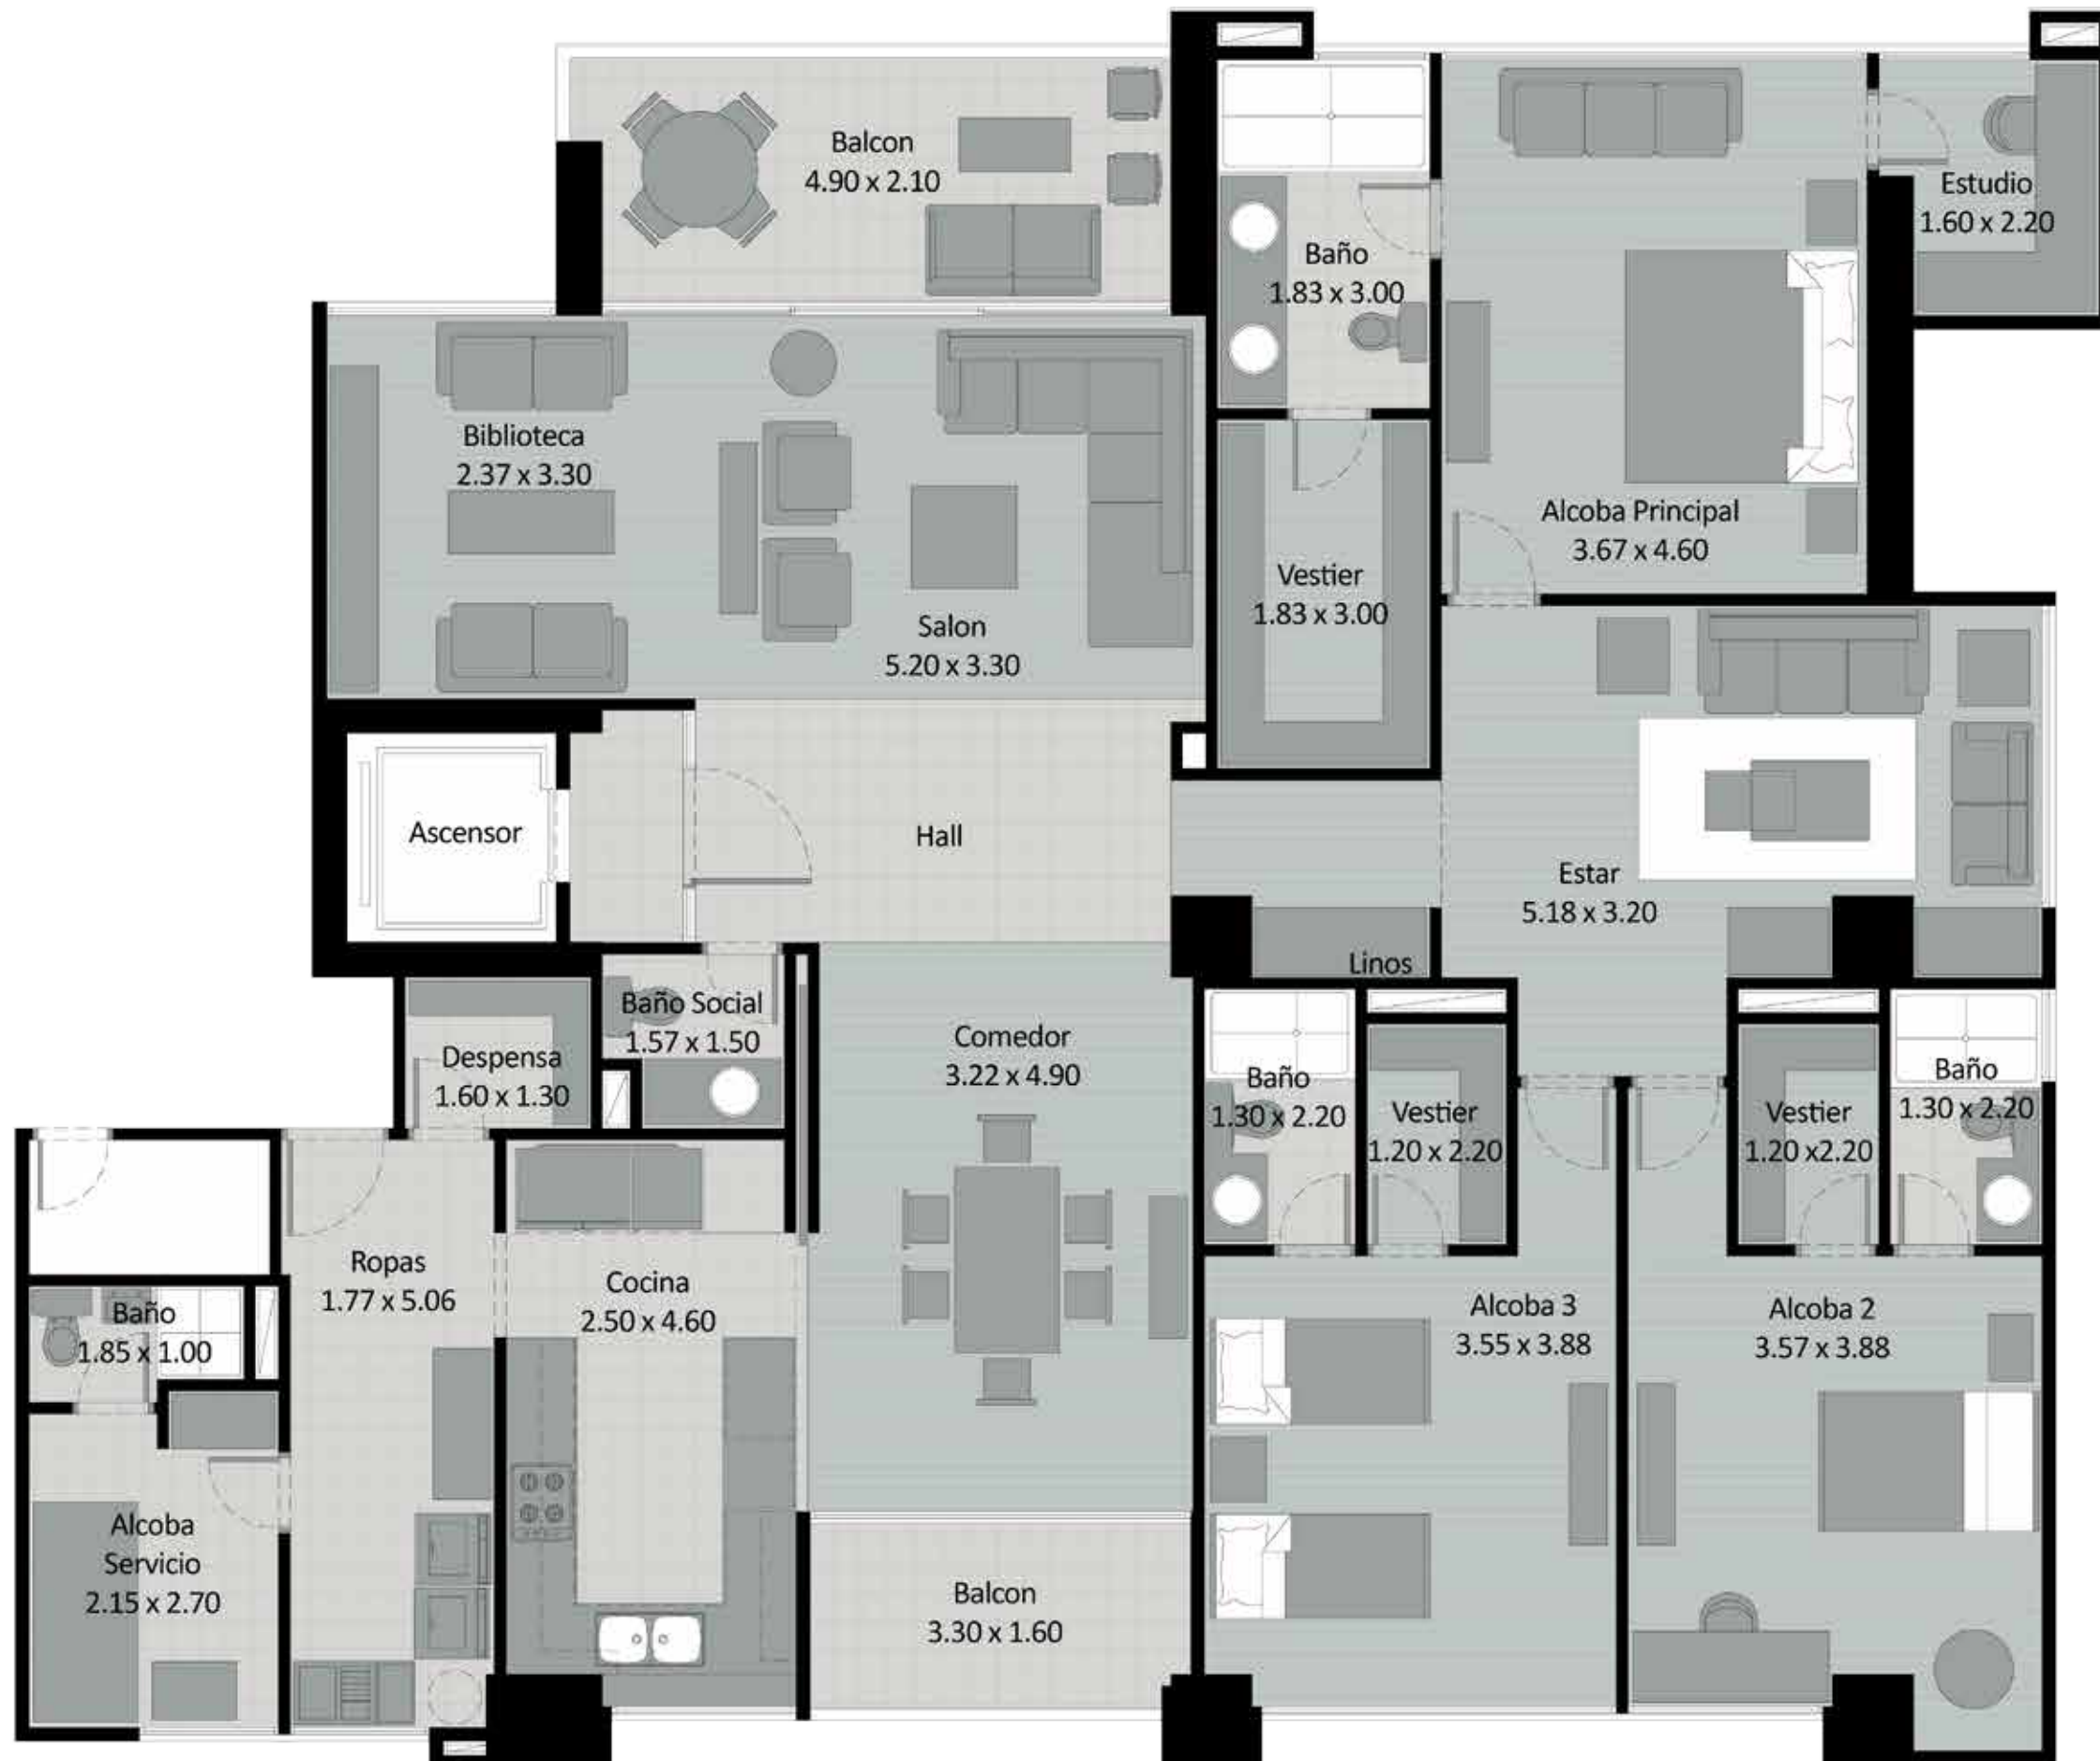 Balcon
4.90 x 2.10
Estudio
1.60 x 2.20
Baño
1.83 x 3.00
Biblioteca
2.37 x 3.30
Alcoba Principal
3.67 x 4.60
Vestier
1.83 x 3.00
Salon
5.20 x 3.30
Ascensor
Hall
Estar
5.18 x 3.20
Linos
Baño Social
1.57 x 1.50
Despensa
1.60 x 1.30
Comedor
3.22 x 4.90
Baño
1.30 x 2.20
Vestier
1.20 x 2.20
Vestier
1.20 x2.20
Baño
1.30 x 2.20
Ropas
1.77 x 5.06
Cocina
2.50 x 4.60
Baño
1.85 x 1.00
Alcoba 3
3.55 x 3.88
Alcoba 2
3.57 x 3.88
Alcoba
Servicio
2.15 x 2.70
Balcon
3.30 x 1.60